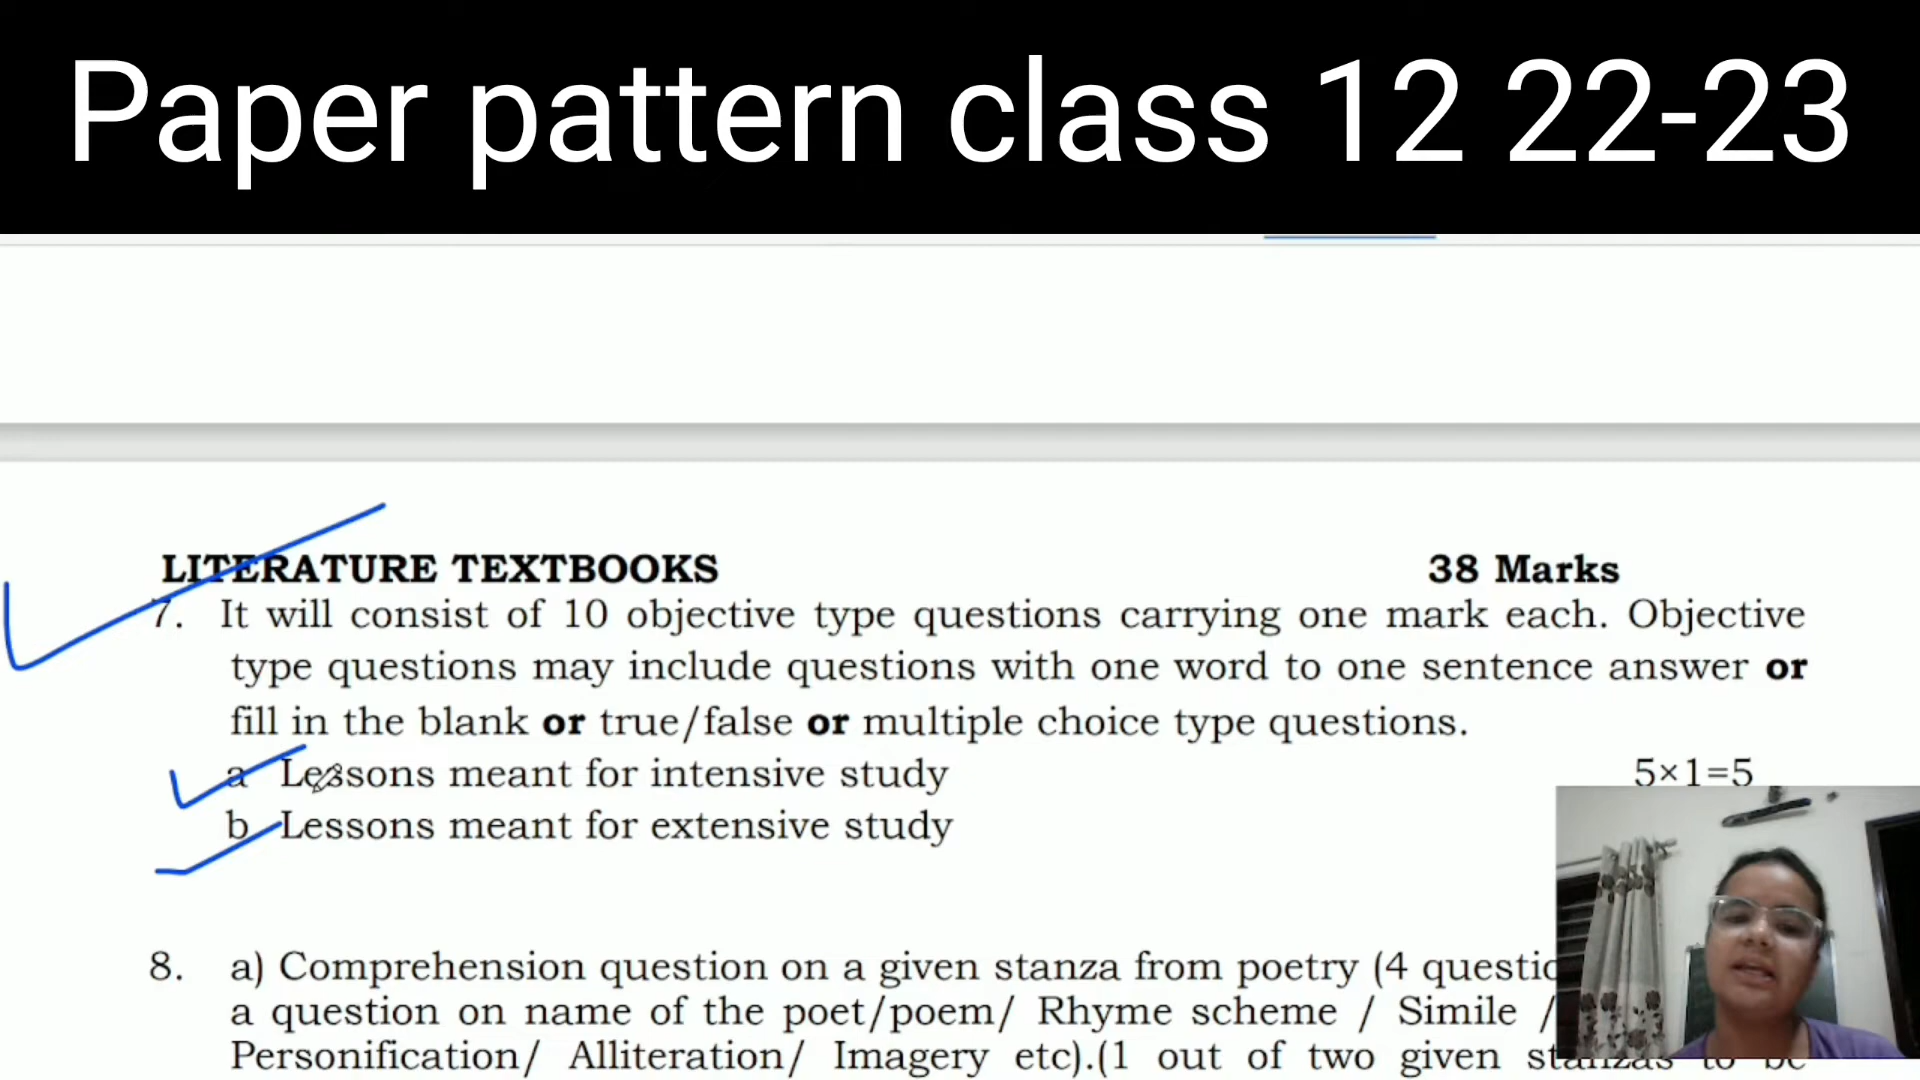 Paper pattern class 12 22-23
LITERATURE TEXTBOOKS 38 Marks
7. It will consist of 10 objective type questions carrying one mark each. Objective
type questions may include questions with one word to one sentence answer or
fill in the blank or true/false or multiple choice type questions.
a Lessons meant for intensive study 5×1=5
b Lessons meant for extensive study
8. a) Comprehension question on a given stanza from poetry (4
a question on name of the poet/poem/ Rhyme scheme / Simile /
Personification/ Alliteration/ Imagery etc).(1 out of two given stanzas to be